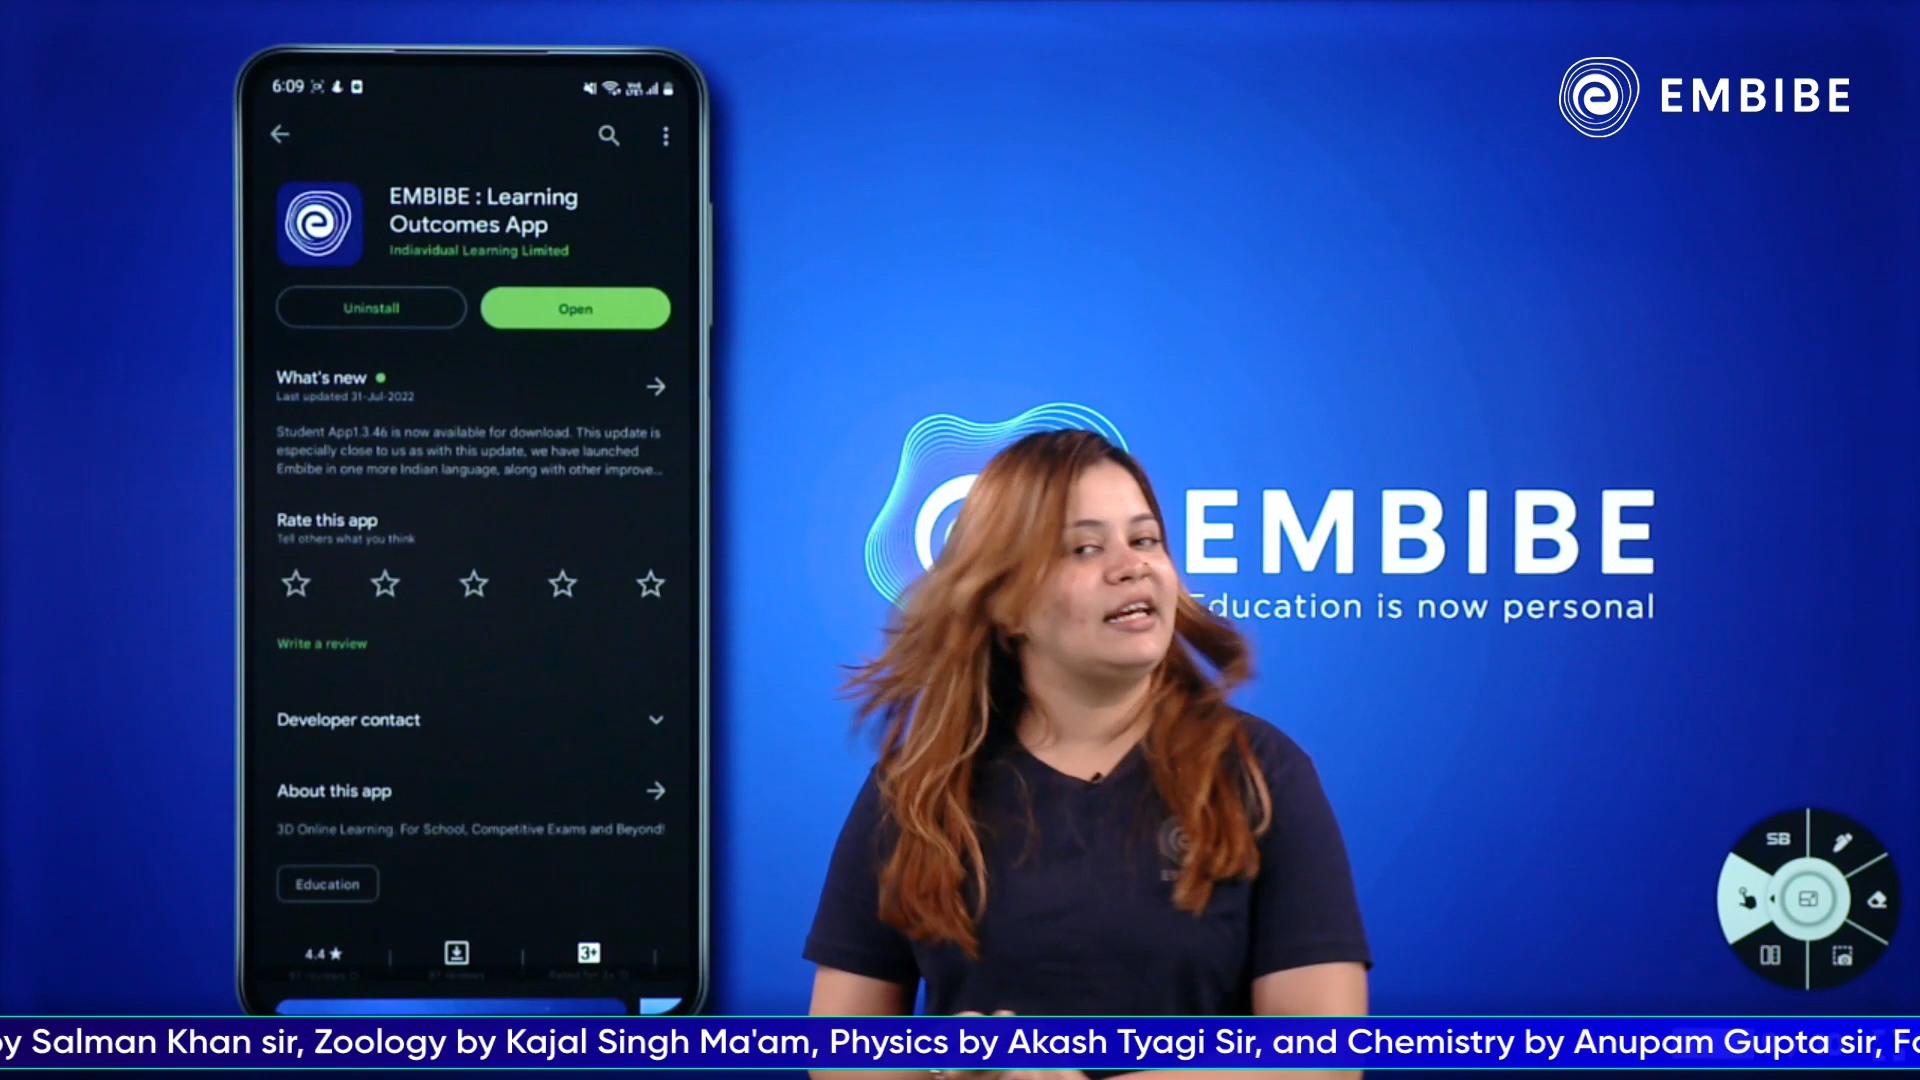 6:09
EMBIBE : Learning
Outcomes App
Indiavidual Learning Limited
Uninstall
Open
What's new
Last updated 31-Jul-2022
Student App1.3.46 is now available for download. This update is
especially close to us as with this update, we have launched
Embibe in one more Indian language, along with other improve...
Rate this app
Tell others what you think
Write a review
Developer contact
About this app
3D Online Learning. For School, Competitive Exams and Beyond!
Education
4.4★
3+
EMBIBE
EMBIBE
Education is now personal
SB
by Salman Khan sir, Zoology by Kajal Singh Ma'am, Physics by Akash Tyagi Sir, and Chemistry by Anupam Gupta sir, Fo